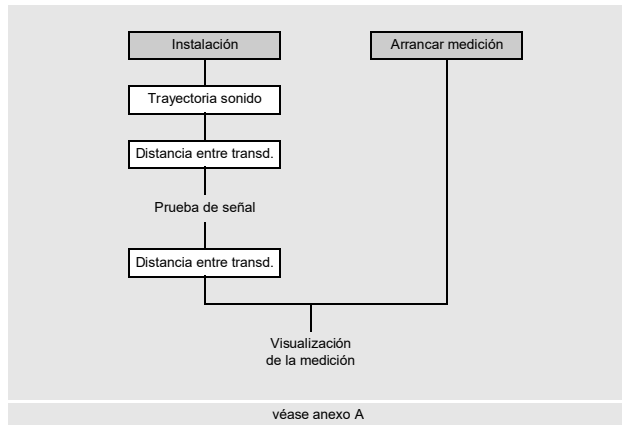 Instalación
Arrancar medición
Trayectoria sonido
Distancia entre transd.
Prueba de señal
Distancia entre transd.
Visualización
de la medición
véase anexo A